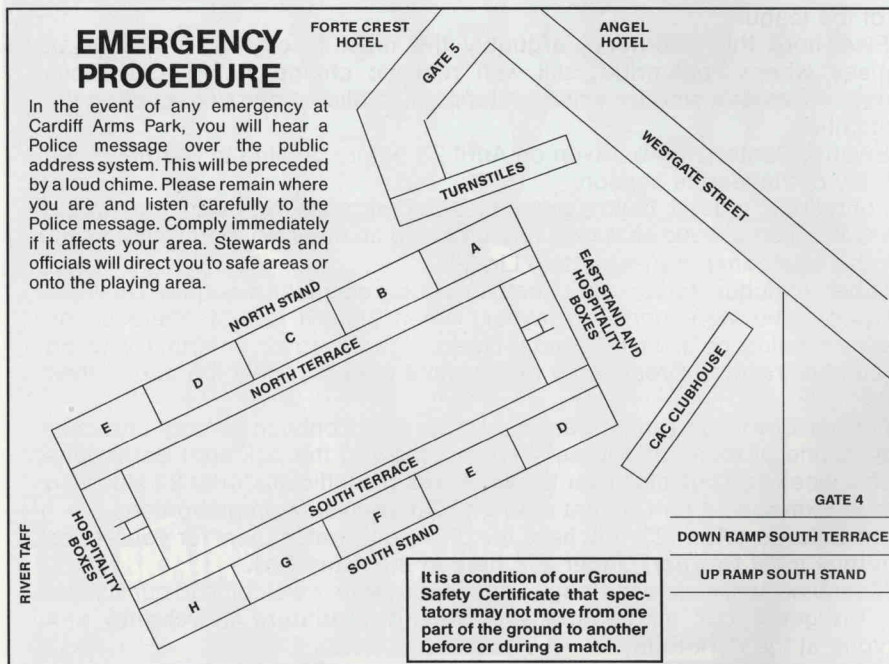 EMERGENCY
PROCEDURE
In the event of any emergency at
Cardiff Arms Park, you will hear a
Police message over the public
address system. This will be preceded
by a loud chime. Please remain where
you are and listen carefully to the
Police message. Comply immediately
if it affects your area. Stewards and
officials will direct you to safe areas or
onto the playing area.
FORTE CREST
HOTEL
GATE 5
ANGEL
HOTEL
WESTGATE STREET
TURNSTILES
NORTH STAND
A
B
C
D
E
NORTH TERRACE
EAST STAND AND
HOSPITALITY
BOXES
CAC CLUBHOUSE
SOUTH TERRACE
D
E
F
G
H
SOUTH STAND
HOSPITALITY
BOXES
RIVER TAFF
GATE 4
DOWN RAMP SOUTH TERRACE
UP RAMP SOUTH STAND
It is a condition of our Ground
Safety Certificate that spec-
tators may not move from one
part of the ground to another
before or during a match.